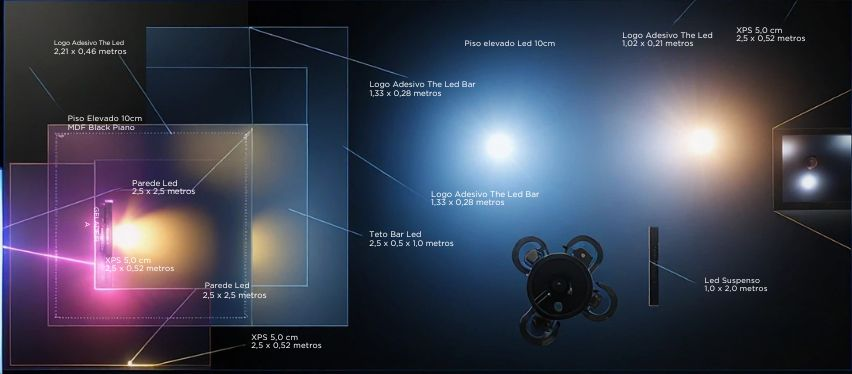 Logo Adesivo The Led
2,21 x 0,46 metros
Piso elevado Led 10cm
Logo Adesivo The Led
1,02 x 0,21 metros
XPS 5,0 cm
2,5 x 0,52 metros
Logo Adesivo The Led Bar
1,33 x 0,28 metros
Piso Elevado 10cm
MDF Black Piano
Parede Led
2,5 x 2,5 metros
Logo Adesivo The Led Bar
1,33 x 0,28 metros
Teto Bar Led
2,5 x 0,5 x 1,0 metros
XPS 5,0 cm
2,5 x 0,52 metros
Parede Led
2,5 x 2,5 metros
Led Suspenso
1,0 x 2,0 metros
XPS 5,0 cm
2,5 x 0,52 metros